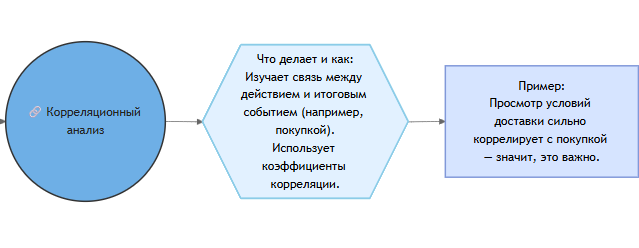 🔗 Корреляционный
анализ
Что делает и как:
Изучает связь между
действием и итоговым
событием (например,
покупкой).
Использует
коэффициенты
корреляции.
Пример:
Просмотр условий
доставки сильно
коррелирует с покупкой
— значит, это важно.